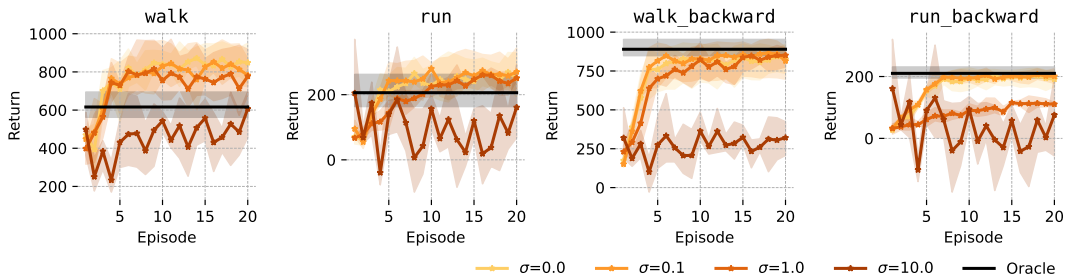 walk
run
walk_backward
run_backward
Return
1000
800
600
400
200
5
10
15
20
Episode
Return
200
0
5
10
15
20
Episode
Return
1000
750
500
250
0
5
10
15
20
Episode
Return
200
0
5
10
15
20
Episode
σ=0.0
σ=0.1
σ=1.0
σ=10.0
Oracle